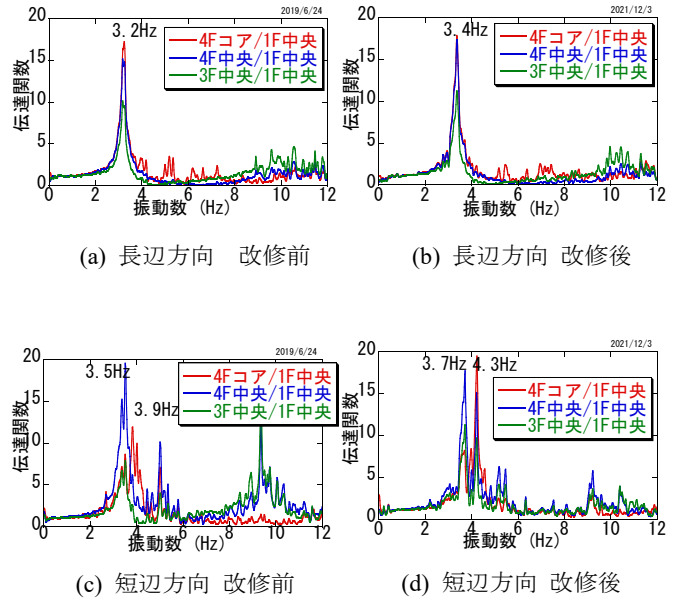 2019/6/24
3.2Hz
4Fコア/1F中央
4F中央/1F中央
3F中央/1F中央
伝達関数
20
15
10
5
0
0 2 4 6 8 10 12
振動数 (Hz)
(a) 長辺方向 改修前
2021/12/3
3.4Hz
4Fコア/1F中央
4F中央/1F中央
3F中央/1F中央
伝達関数
20
15
10
5
0
0 2 4 6 8 10 12
振動数 (Hz)
(b) 長辺方向 改修後
2019/6/24
3.5Hz
3.9Hz
4Fコア/1F中央
4F中央/1F中央
3F中央/1F中央
伝達関数
20
15
10
5
0
0 2 4 6 8 10 12
振動数 (Hz)
(c) 短辺方向 改修前
2021/12/3
3.7Hz 4.3Hz
4Fコア/1F中央
4F中央/1F中央
3F中央/1F中央
伝達関数
20
15
10
5
0
0 2 4 6 8 10 12
振動数 (Hz)
(d) 短辺方向 改修後